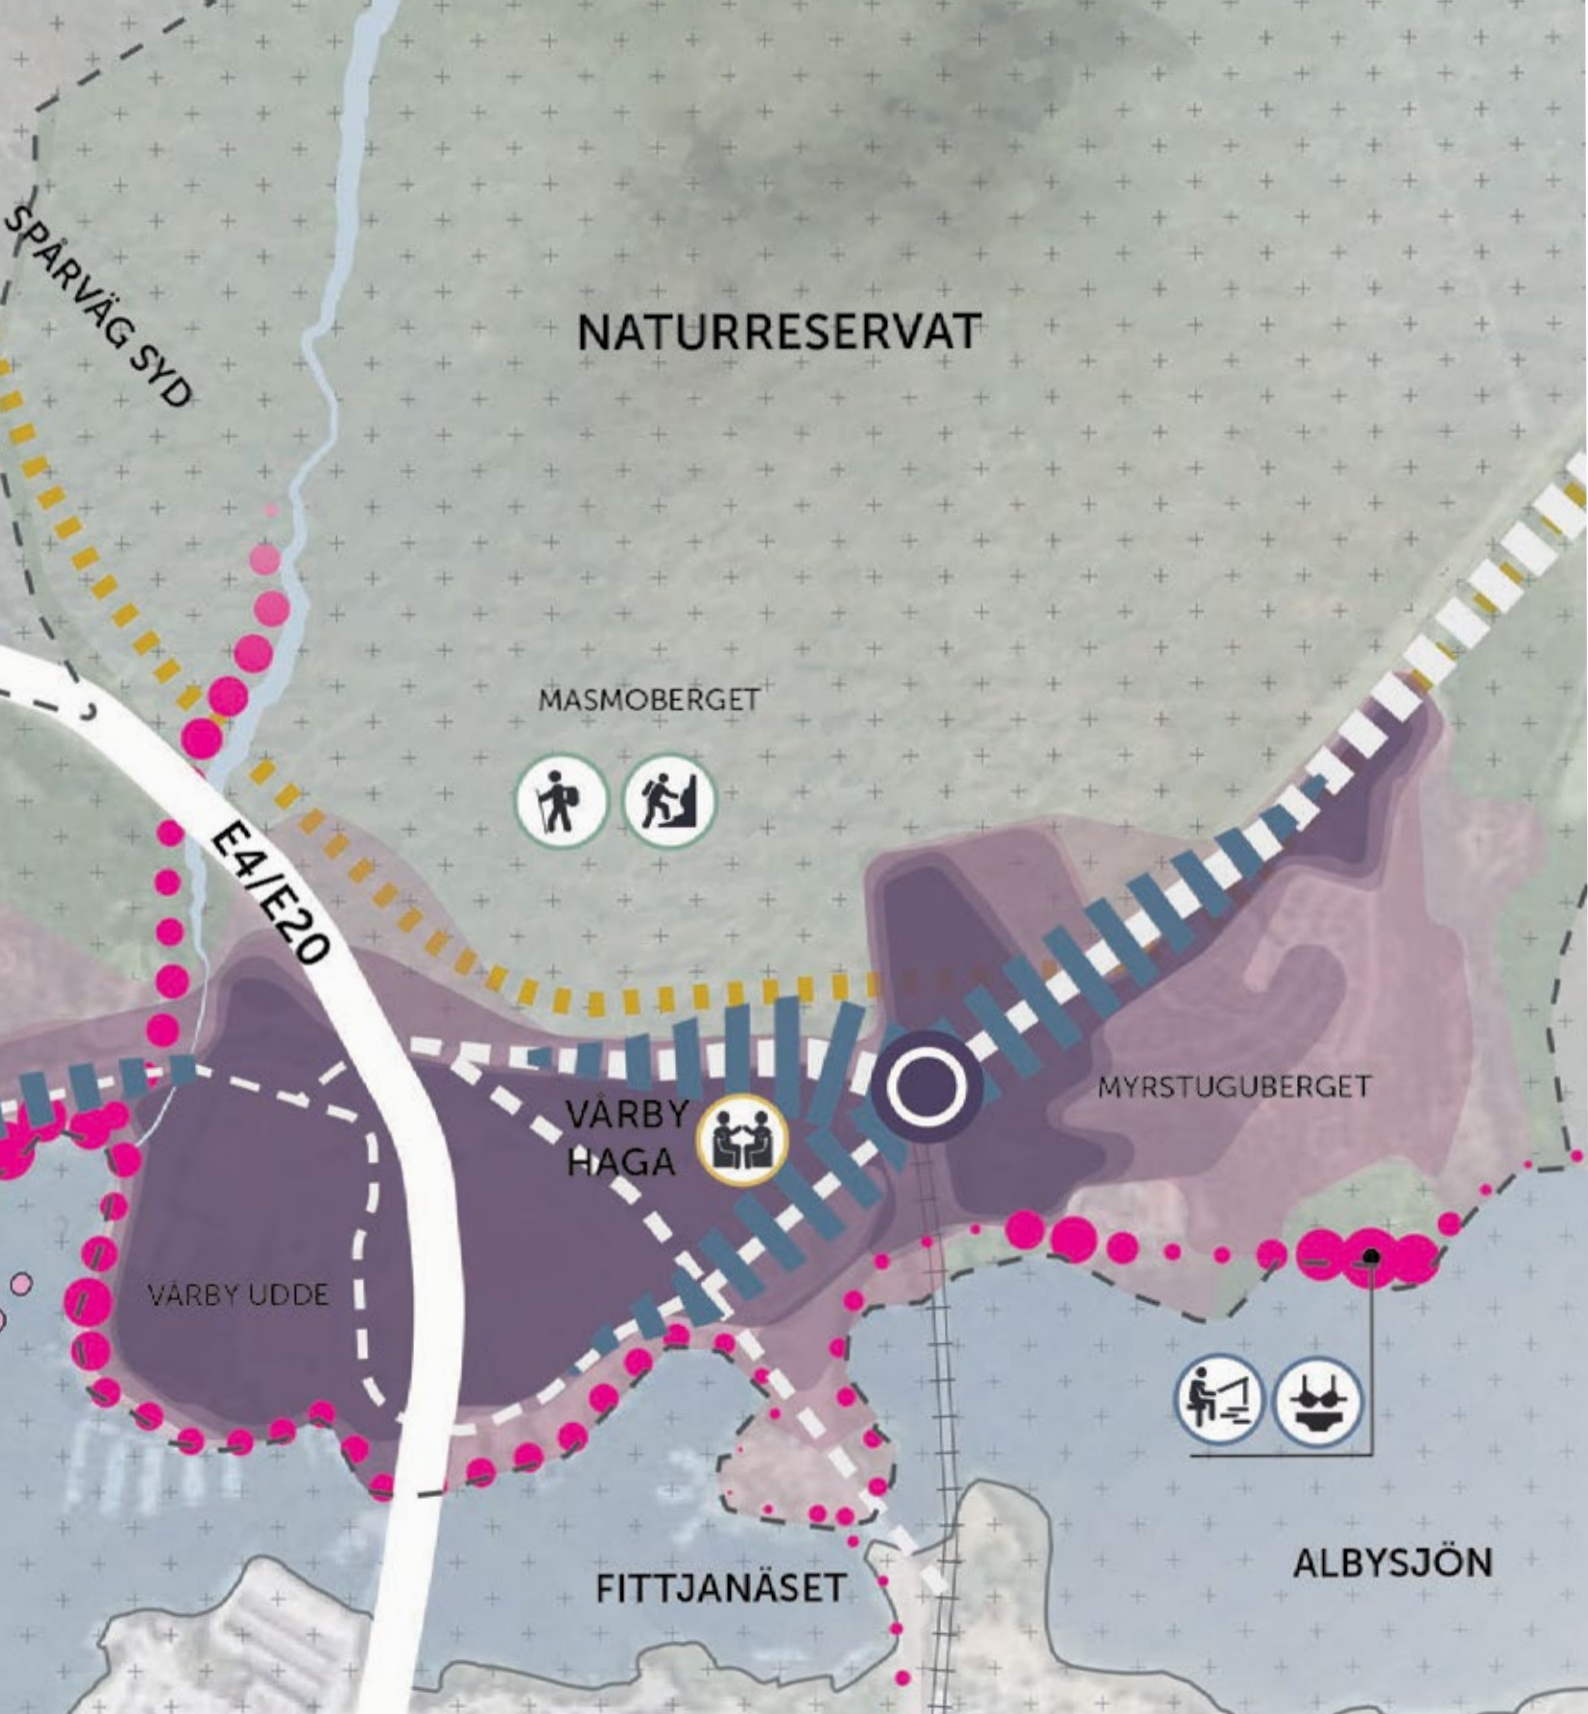 SPÅRVÄG SYD
NATURRESERVAT
MASMOBERGET
E4/E20
VÅRBY
HAGA
MYRSTUGUBERGET
VÅRBY UDDE
FITTJANÄSET
ALBYSJÖN